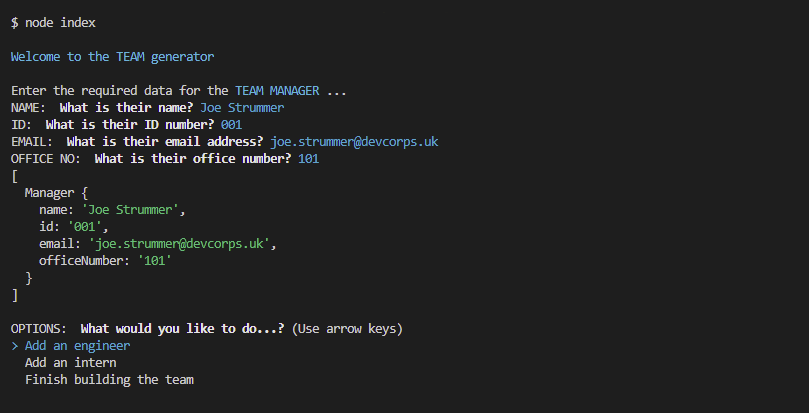 $ node index
Welcome to the TEAM generator
Enter the required data for the TEAM MANAGER ...
NAME:  What is their name? Joe Strummer
ID:  What is their ID number? 001
EMAIL:  What is their email address? joe.strummer@devcorps.uk
OFFICE NO:  What is their office number? 101
[
  Manager {
    name: 'Joe Strummer',
    id: '001',
    email: 'joe.strummer@devcorps.uk',
    officeNumber: '101'
  }
]
OPTIONS:  What would you like to do...? (Use arrow keys)
> Add an engineer
  Add an intern
  Finish building the team